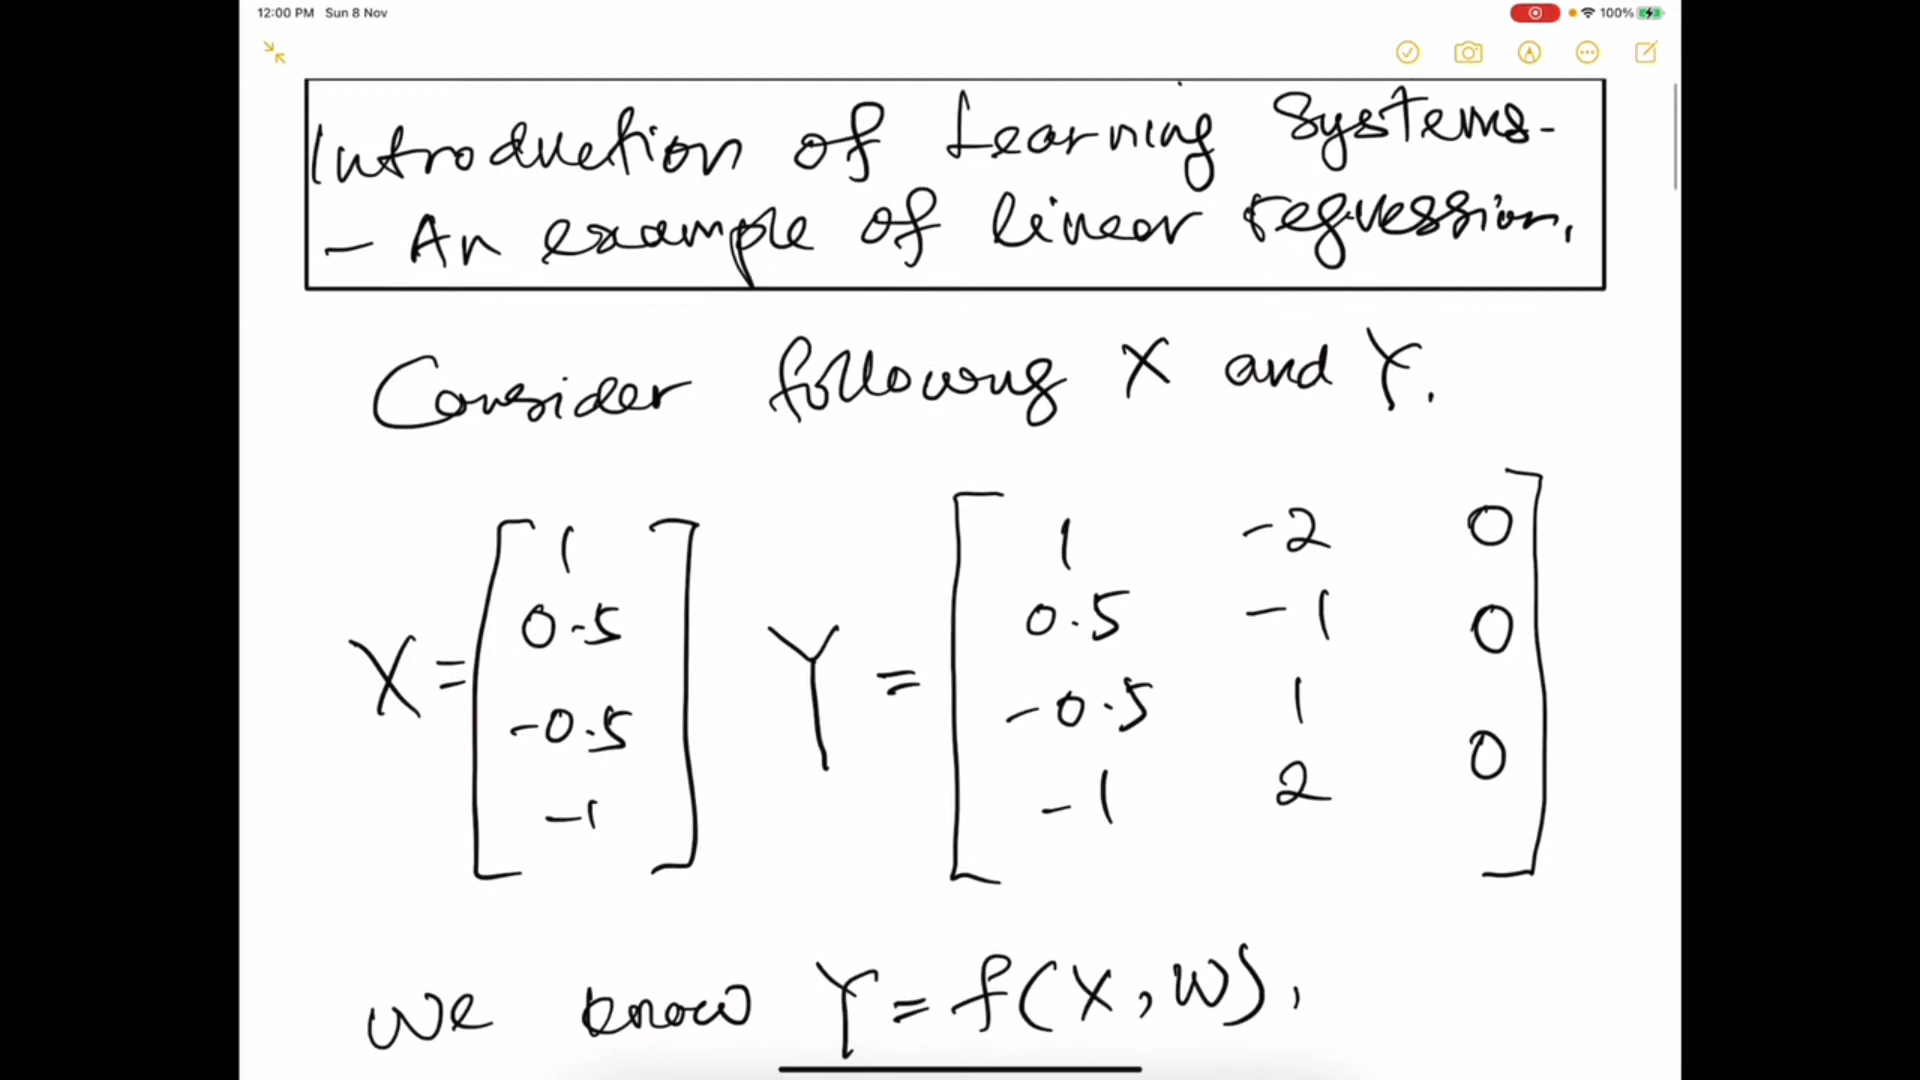 12:00 PM Sun 8 Nov
100%
Introduction of Learning Systems-
- An example of linear regression.
Consider following X and Y.
X = [ 1
0.5
-0.5
-1 ]
Y = [ 1 -2 0
0.5 -1 0
-0.5 1
-1 2 0 ]
We know Y = f(X, W),